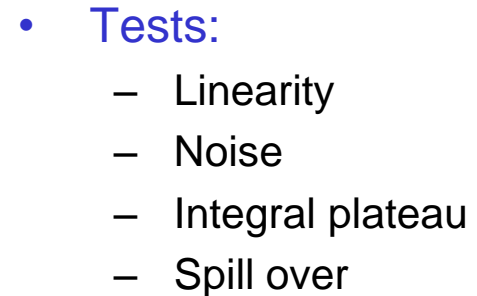 • Tests:
– Linearity
– Noise
– Integral plateau
– Spill over